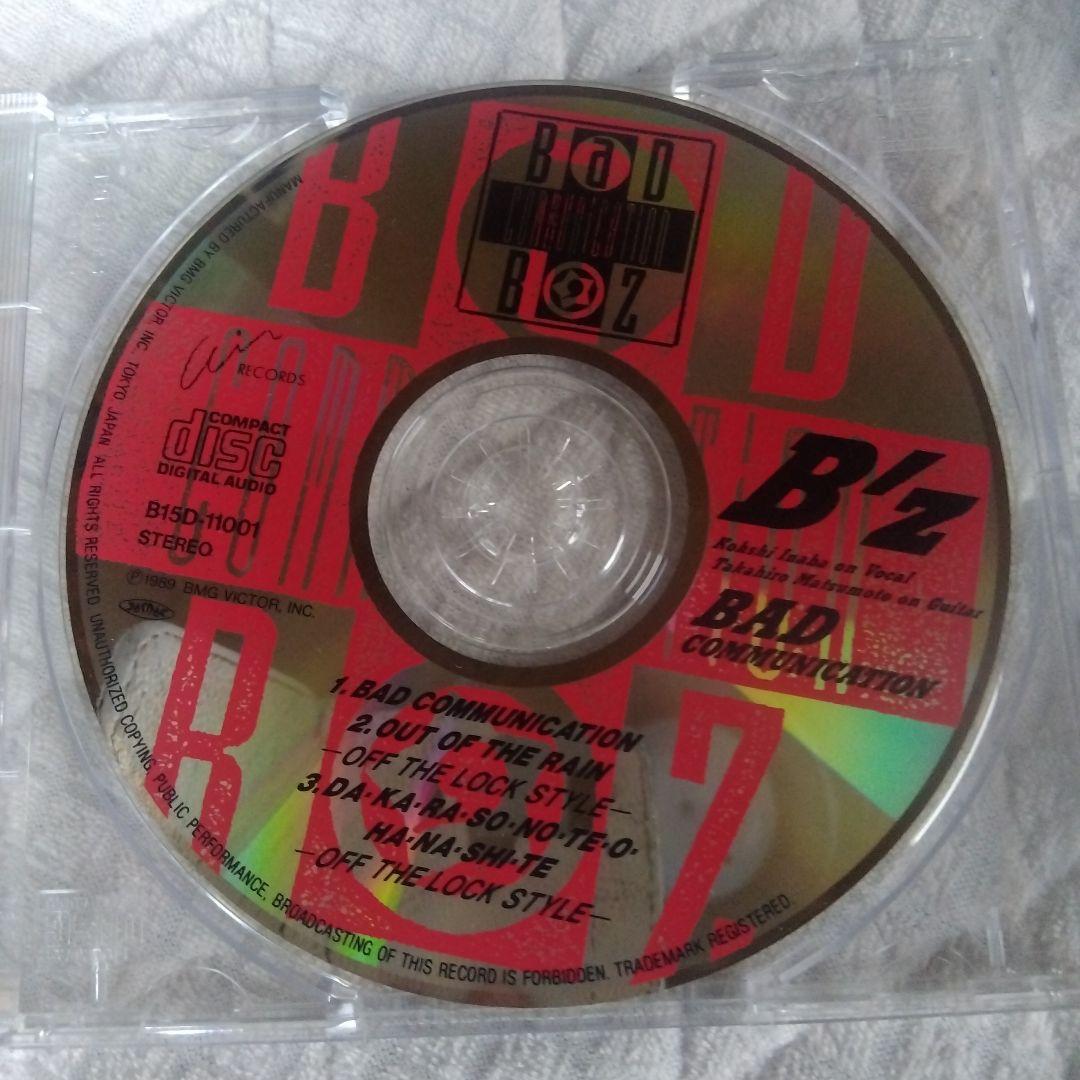 BaD
COMMUNICATION
B Z
RECORDS
COMPACT
disc
DIGITAL AUDIO
B15D-11001
STEREO
Ⓟ1989 BMG VICTOR, INC.
B'z
Kohshi Inaba on Vocal
Takahiro Matsumoto on Guitar
BAD
COMMUNICATION
1. BAD COMMUNICATION
2. OUT OF THE RAIN
—OFF THE LOCK STYLE—
3. DA・KA・RA・SO・NO・TE・O・
HA・NA・SHI・TE
—OFF THE LOCK STYLE—
MANUFACTURED BY BMG VICTOR INC. TOKYO JAPAN ALL RIGHTS RESERVED. UNAUTHORIZED COPYING, PUBLIC PERFORMANCE, BROADCASTING OF THIS RECORD IS FORBIDDEN. TRADEMARK REGISTERED.